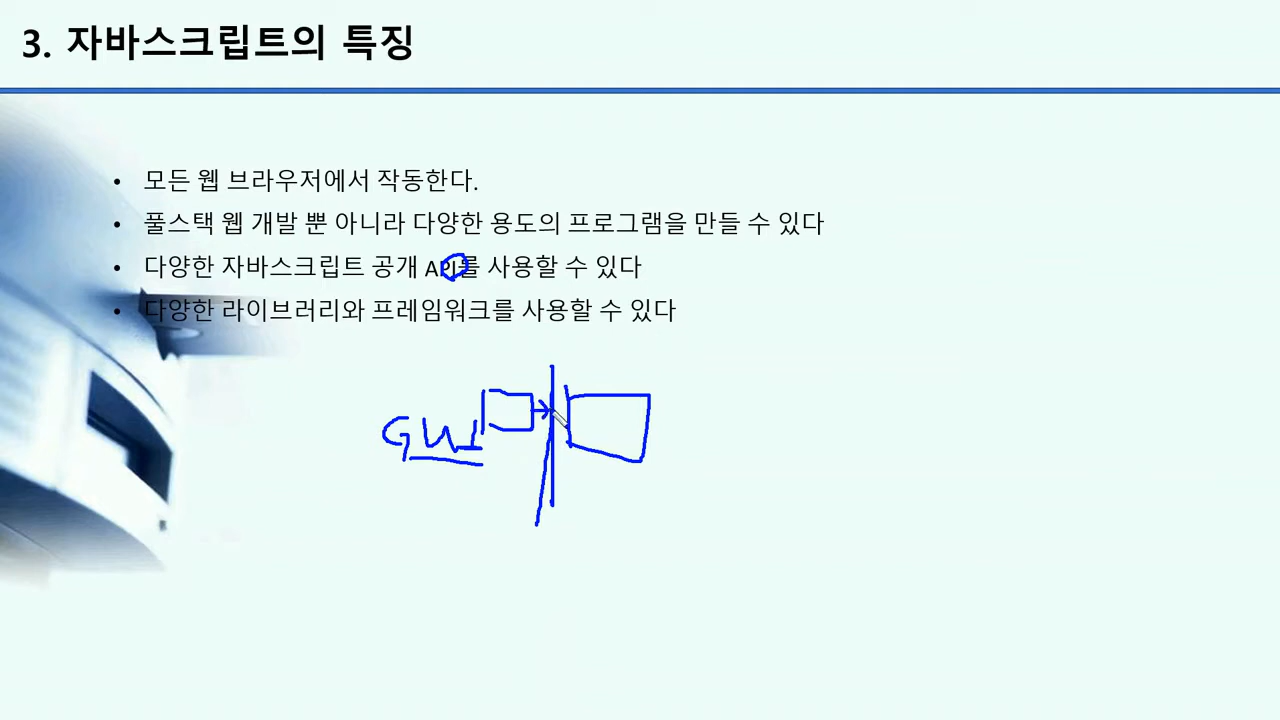 3. 자바스크립트의 특징
• 모든 웹 브라우저에서 작동한다.
• 풀스택 웹 개발 뿐 아니라 다양한 용도의 프로그램을 만들 수 있다
• 다양한 자바스크립트 공개 API를 사용할 수 있다
• 다양한 라이브러리와 프레임워크를 사용할 수 있다
GUI